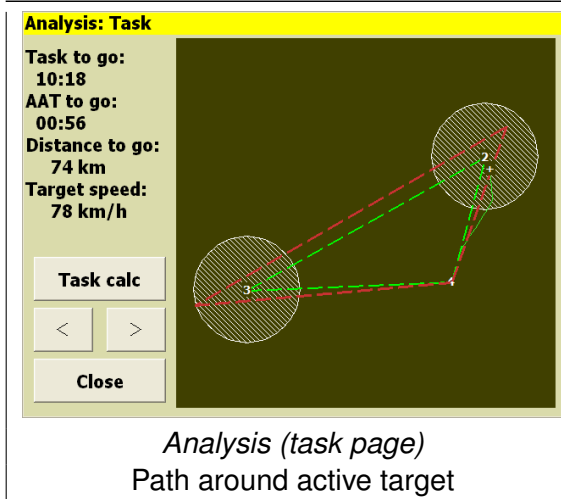 Analysis: Task
Task to go:
10:18
AAT to go:
00:56
Distance to go:
74 km
Target speed:
78 km/h
Task calc
< >
Close
2
+
3
4
Analysis (task page)
Path around active target